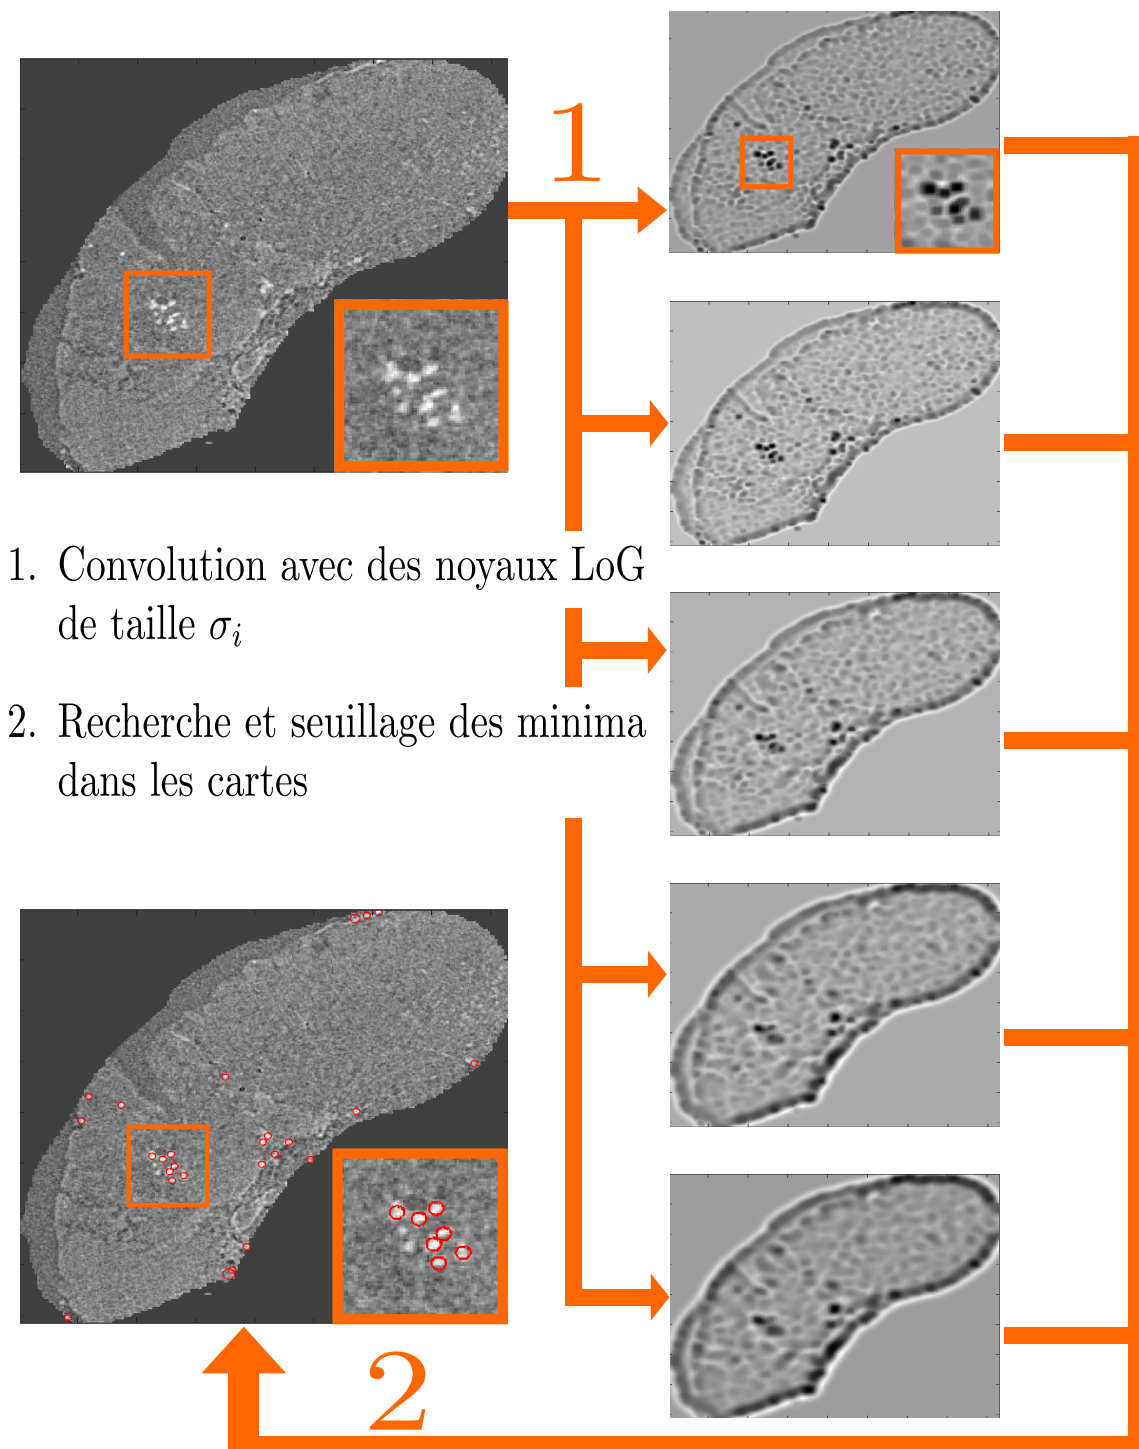 1
1. Convolution avec des noyaux LoG
de taille σᵢ
2. Recherche et seuillage des minima
dans les cartes
2